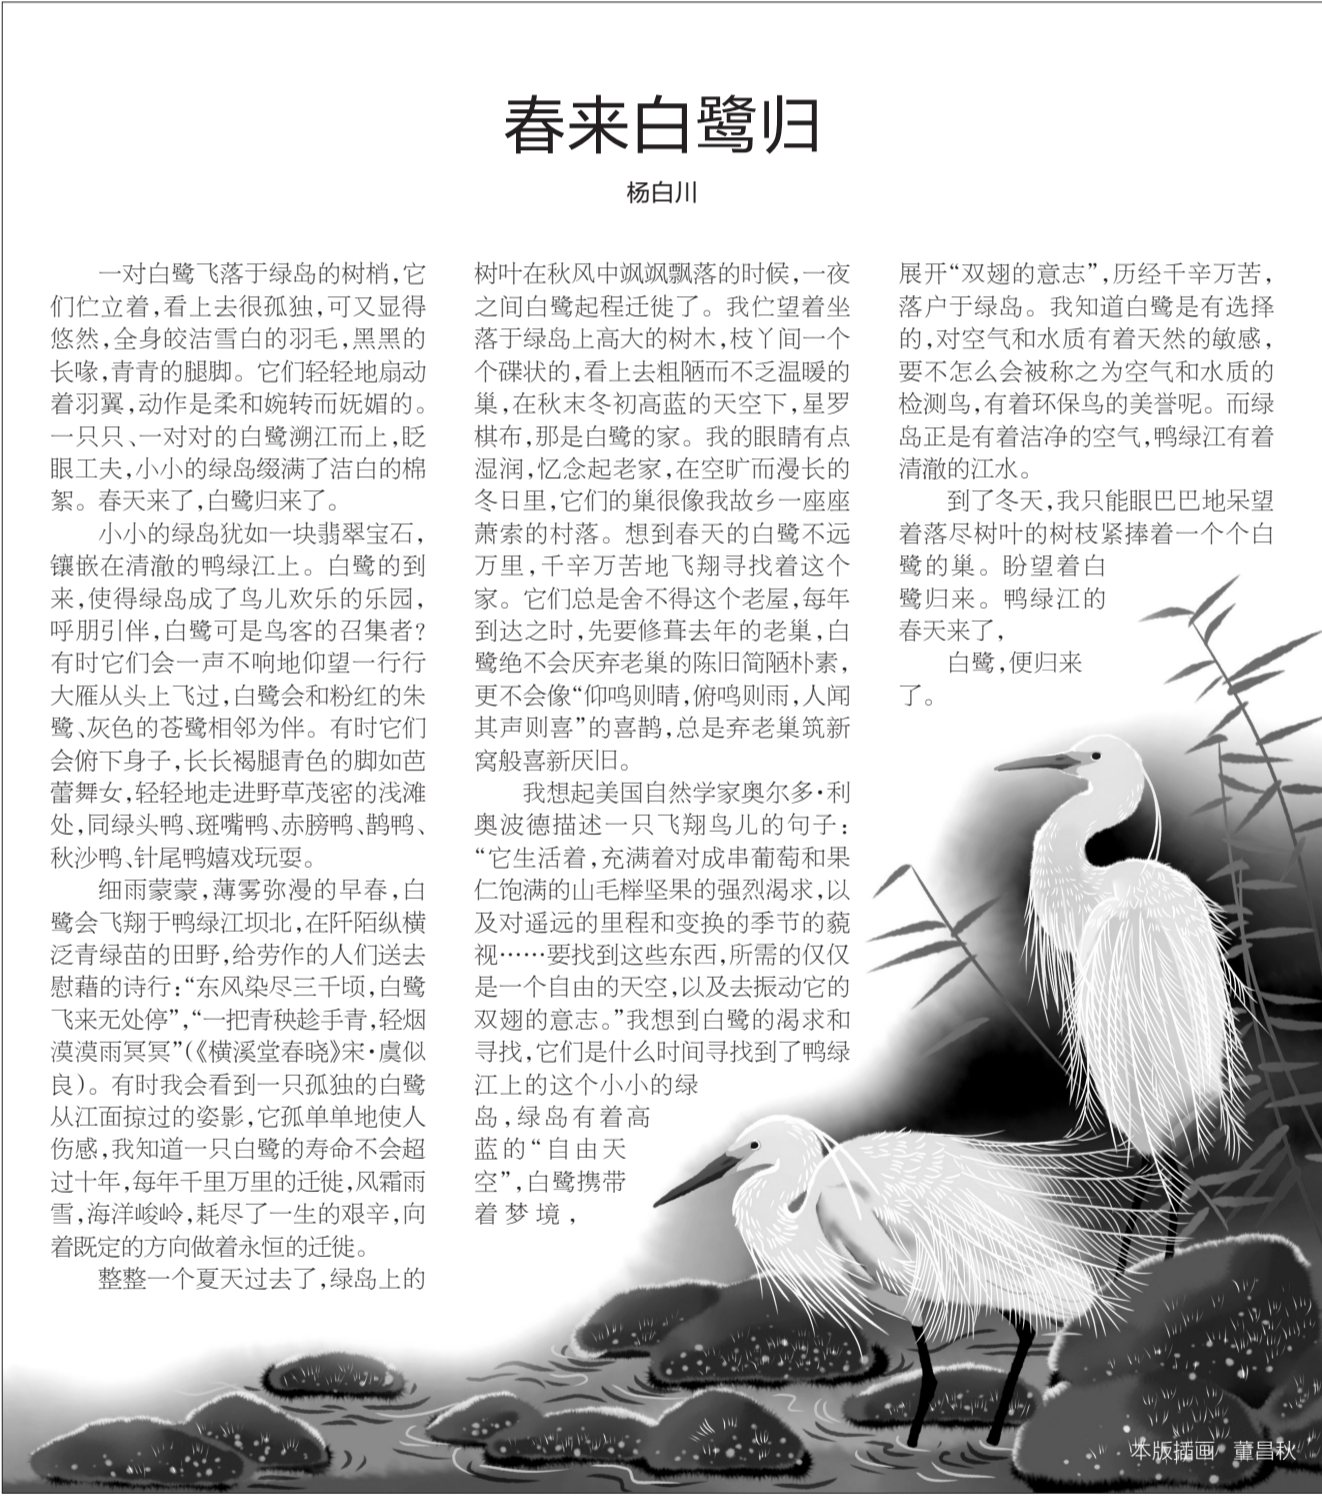 春来白鹭归
杨白川
一对白鹭飞落于绿岛的树梢，它
们伫立着，看上去很孤独，可又显得
悠然，全身皎洁雪白的羽毛，黑黑的
长喙，青青的腿脚。它们轻轻地扇动
着羽翼，动作是柔和婉转而妩媚的。
一只只、一对对的白鹭溯江而上，眨
眼工夫，小小的绿岛缀满了洁白的棉
絮。春天来了，白鹭归来了。
小小的绿岛犹如一块翡翠宝石，
镶嵌在清澈的鸭绿江上。白鹭的到
来，使得绿岛成了鸟儿欢乐的乐园，
呼朋引伴，白鹭可是鸟客的召集者？
有时它们会一声不响地仰望一行行
大雁从头上飞过，白鹭会和粉红的朱
鹭、灰色的苍鹭相邻为伴。有时它们
会俯下身子，长长褐腿青色的脚如芭
蕾舞女，轻轻地走进野草茂密的浅滩
处，同绿头鸭、斑嘴鸭、赤膀鸭、鹊鸭、
秋沙鸭、针尾鸭嬉戏玩耍。
细雨蒙蒙，薄雾弥漫的早春，白
鹭会飞翔于鸭绿江坝北，在阡陌纵横
泛青绿苗的田野，给劳作的人们送去
慰藉的诗行：“东风染尽三千顷，白鹭
飞来无处停”，“一把青秧趁手青，轻烟
漠漠雨冥冥”（《横溪堂春晓》宋·虞似
良）。有时我会看到一只孤独的白鹭
从江面掠过的姿影，它孤单单地使人
伤感，我知道一只白鹭的寿命不会超
过十年，每年千里万里的迁徙，风霜雨
雪，海洋峻岭，耗尽了一生的艰辛，向
着既定的方向做着永恒的迁徙。
整整一个夏天过去了，绿岛上的
树叶在秋风中飒飒飘落的时候，一夜
之间白鹭起程迁徙了。我伫望着坐
落于绿岛上高大的树木，枝丫间一个
个碟状的，看上去粗陋而不乏温暖的
巢，在秋末冬初高蓝的天空下，星罗
棋布，那是白鹭的家。我的眼睛有点
湿润，忆念起老家，在空旷而漫长的
冬日里，它们的巢很像我故乡一座座
萧索的村落。想到春天的白鹭不远
万里，千辛万苦地飞翔寻找着这个
家。它们总是舍不得这个老屋，每年
到达之时，先要修葺去年的老巢，白
鹭绝不会厌弃老巢的陈旧简陋朴素，
更不会像“仰鸣则晴，俯鸣则雨，人闻
其声则喜”的喜鹊，总是弃老巢筑新
窝般喜新厌旧。
我想起美国自然学家奥尔多·利
奥波德描述一只飞翔鸟儿的句子：
“它生活着，充满着对成串葡萄和果
仁饱满的山毛榉坚果的强烈渴求，以
及对遥远的里程和变换的季节的藐
视……要找到这些东西，所需的仅仅
是一个自由的天空，以及去振动它的
双翅的意志。”我想到白鹭的渴求和
寻找，它们是什么时间寻找到了鸭绿
江上的这个小小的绿
岛，绿岛有着高
蓝的“自由天
空”，白鹭携带
着梦境，
展开“双翅的意志”，历经千辛万苦，
落户于绿岛。我知道白鹭是有选择
的，对空气和水质有着天然的敏感，
要不怎么会被称之为空气和水质的
检测鸟，有着环保鸟的美誉呢。而绿
岛正是有着洁净的空气，鸭绿江有着
清澈的江水。
到了冬天，我只能眼巴巴地呆望
着落尽树叶的树枝紧捧着一个个白
鹭的巢。盼望着白
鹭归来。鸭绿江的
春天来了，
白鹭，便归来
了。
本版插画 董昌秋